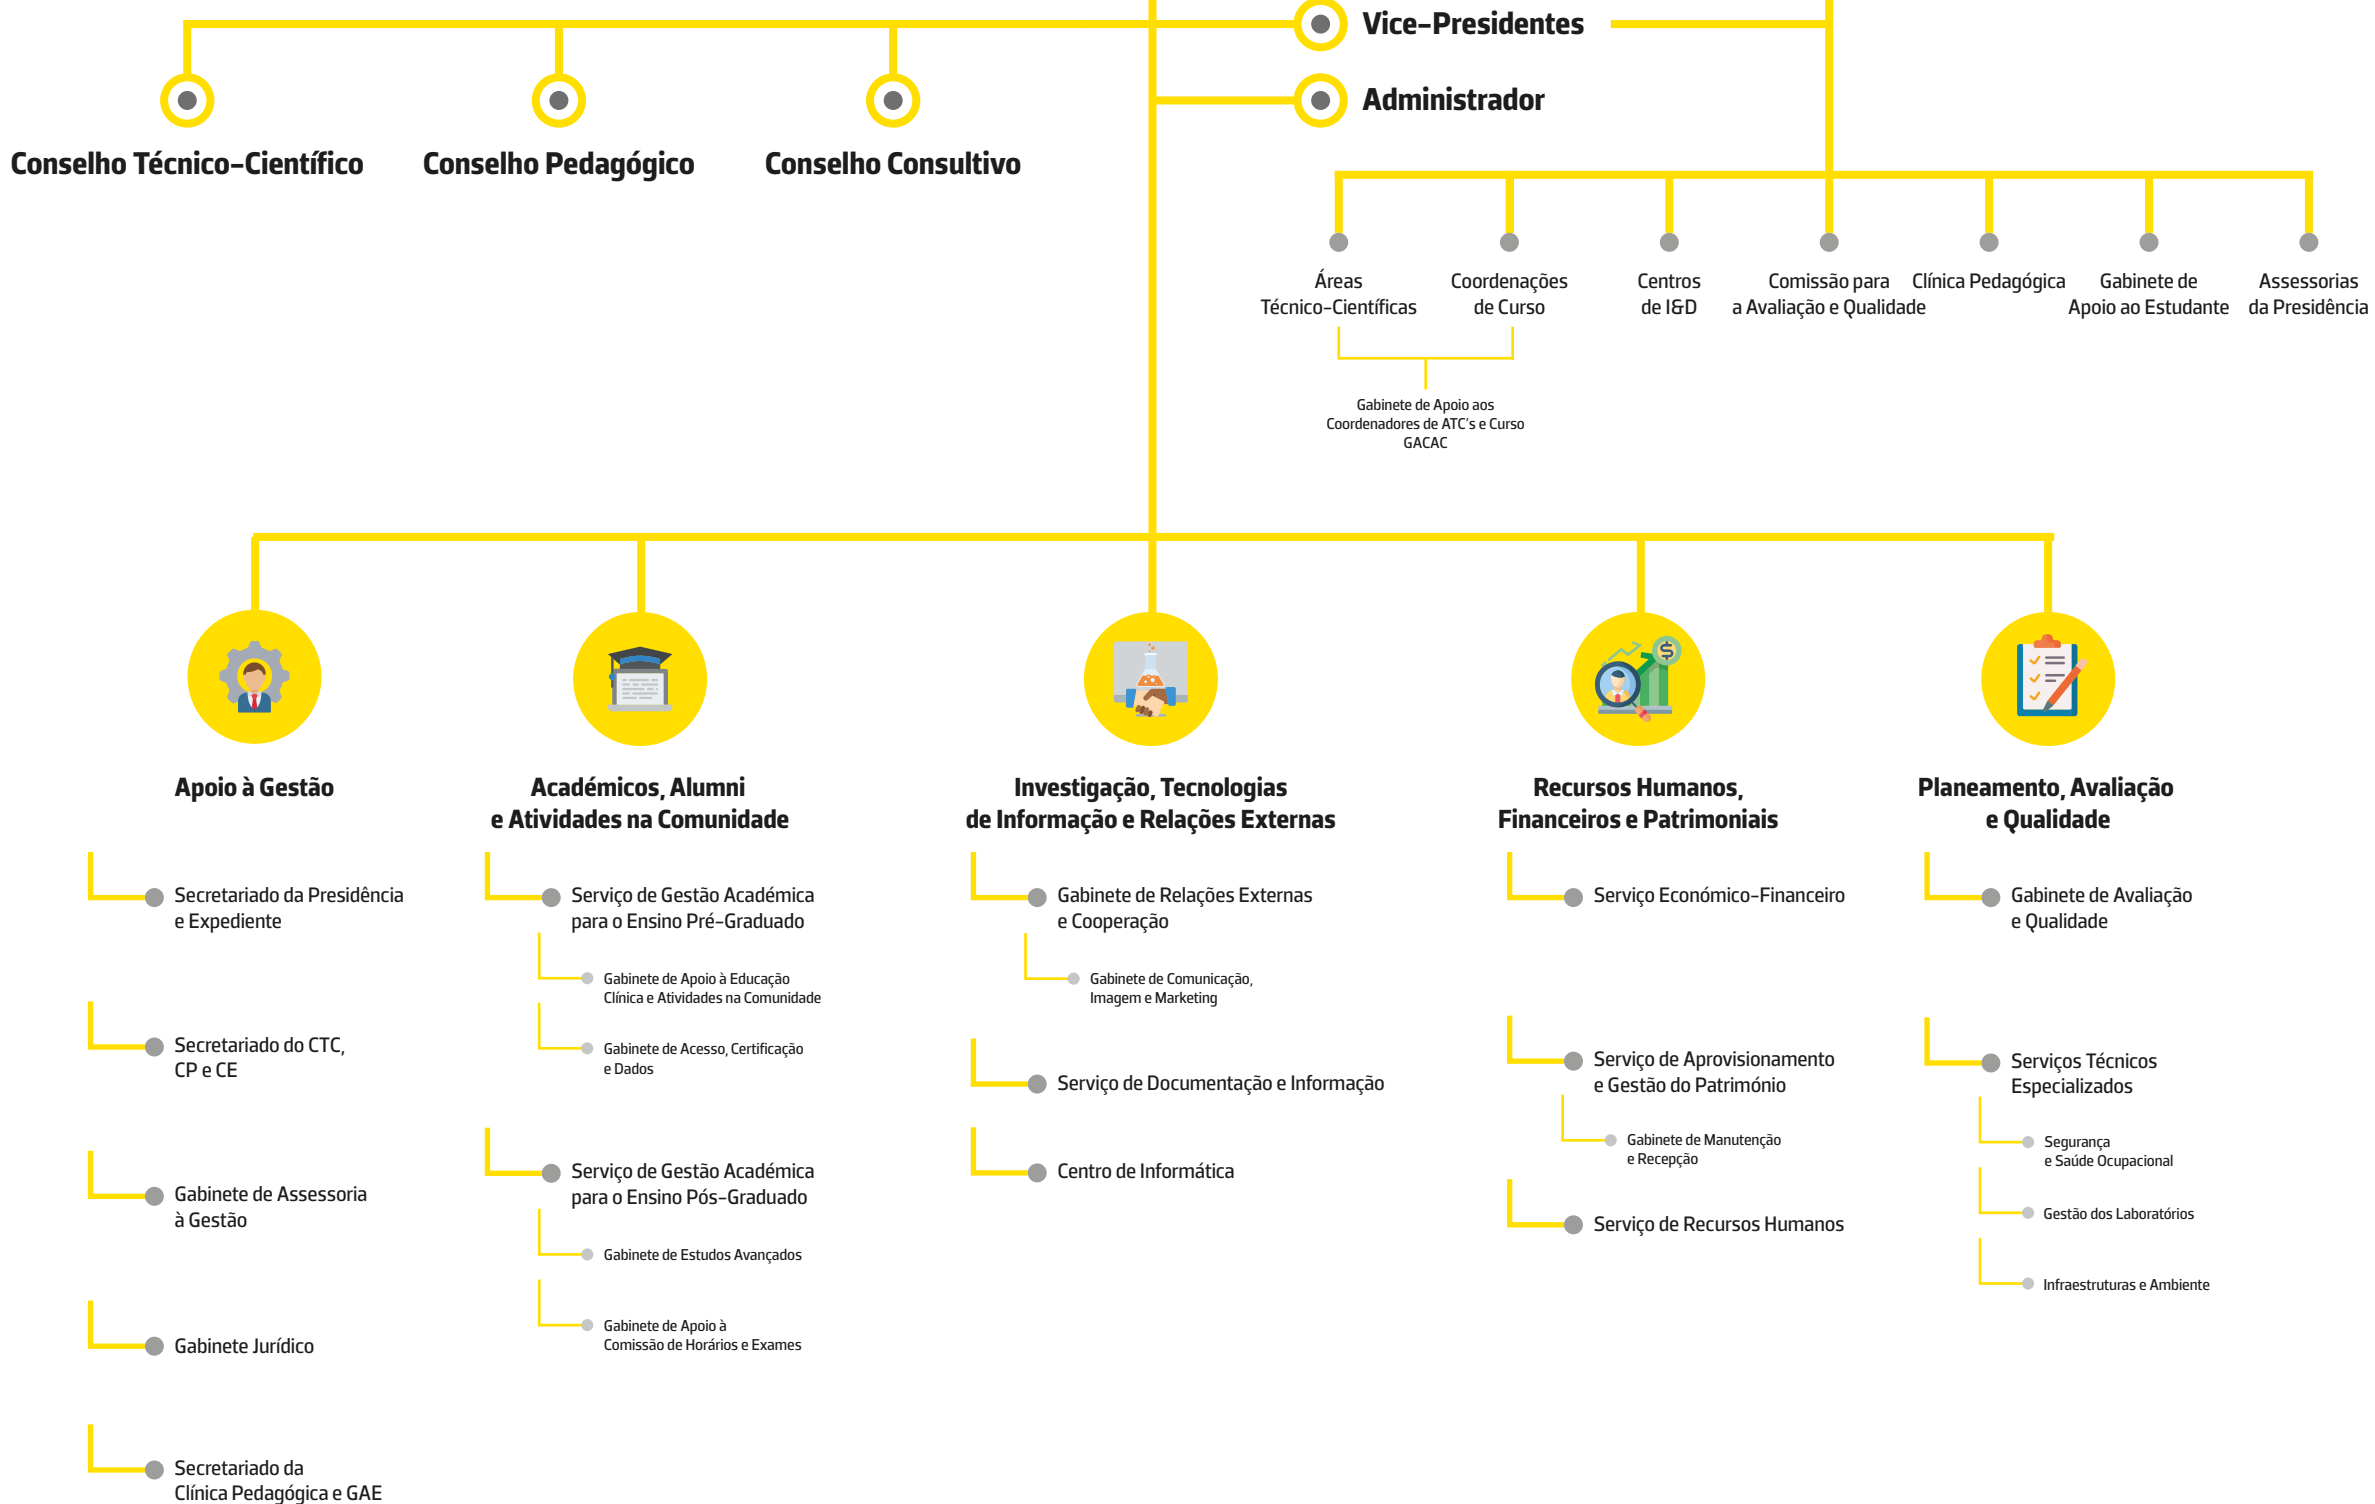 Vice-Presidentes
Administrador
Conselho Técnico-Científico
Conselho Pedagógico
Conselho Consultivo
Áreas
Técnico-Científicas
Coordenações
de Curso
Centros
de I&D
Comissão para
a Avaliação e Qualidade
Clínica Pedagógica
Gabinete de
Apoio ao Estudante
Assessorias
da Presidência
Gabinete de Apoio aos
Coordenadores de ATC's e Curso
GACAC
Apoio à Gestão
Secretariado da Presidência
e Expediente
Secretariado do CTC,
CP e CE
Gabinete de Assessoria
à Gestão
Gabinete Jurídico
Secretariado da
Clínica Pedagógica e GAE
Académicos, Alumni
e Atividades na Comunidade
Serviço de Gestão Académica
para o Ensino Pré-Graduado
Gabinete de Apoio à Educação
Clínica e Atividades na Comunidade
Gabinete de Acesso, Certificação
e Dados
Serviço de Gestão Académica
para o Ensino Pós-Graduado
Gabinete de Estudos Avançados
Gabinete de Apoio à
Comissão de Horários e Exames
Investigação, Tecnologias
de Informação e Relações Externas
Gabinete de Relações Externas
e Cooperação
Gabinete de Comunicação,
Imagem e Marketing
Serviço de Documentação e Informação
Centro de Informática
$
Recursos Humanos,
Financeiros e Patrimoniais
Serviço Económico-Financeiro
Serviço de Aprovisionamento
e Gestão do Património
Gabinete de Manutenção
e Recepção
Serviço de Recursos Humanos
Planeamento, Avaliação
e Qualidade
Gabinete de Avaliação
e Qualidade
Serviços Técnicos
Especializados
Segurança
e Saúde Ocupacional
Gestão dos Laboratórios
Infraestruturas e Ambiente